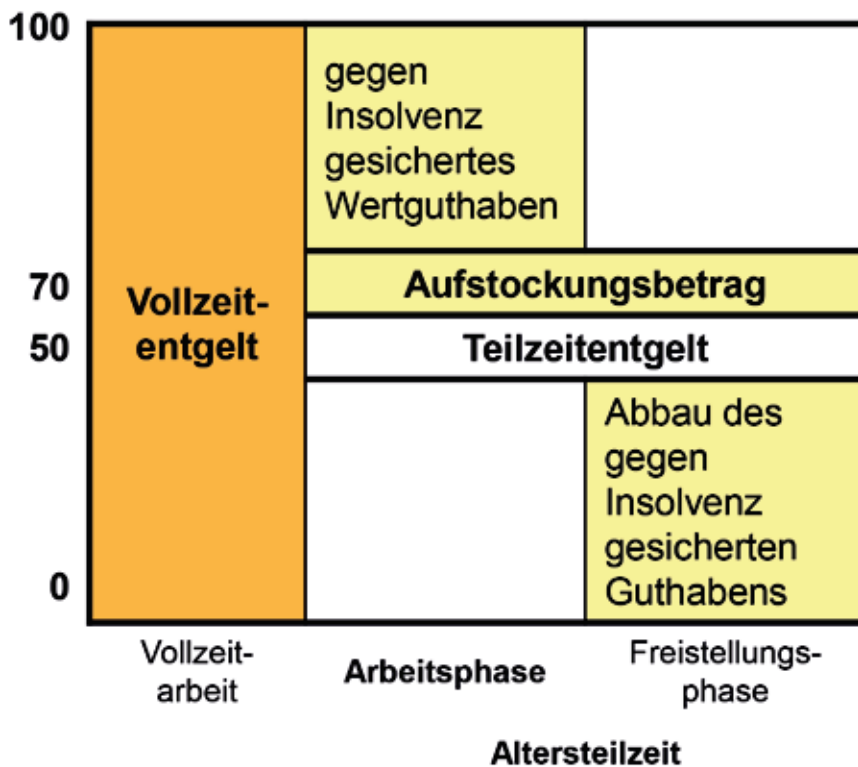 100
70
50
0
Vollzeit-
entgelt
gegen
Insolvenz
gesichertes
Wertguthaben
Aufstockungsbetrag
Teilzeitentgelt
Abbau des
gegen
Insolvenz
gesicherten
Guthabens
Vollzeit-
arbeit
Arbeitsphase
Freistellungs-
phase
Altersteilzeit